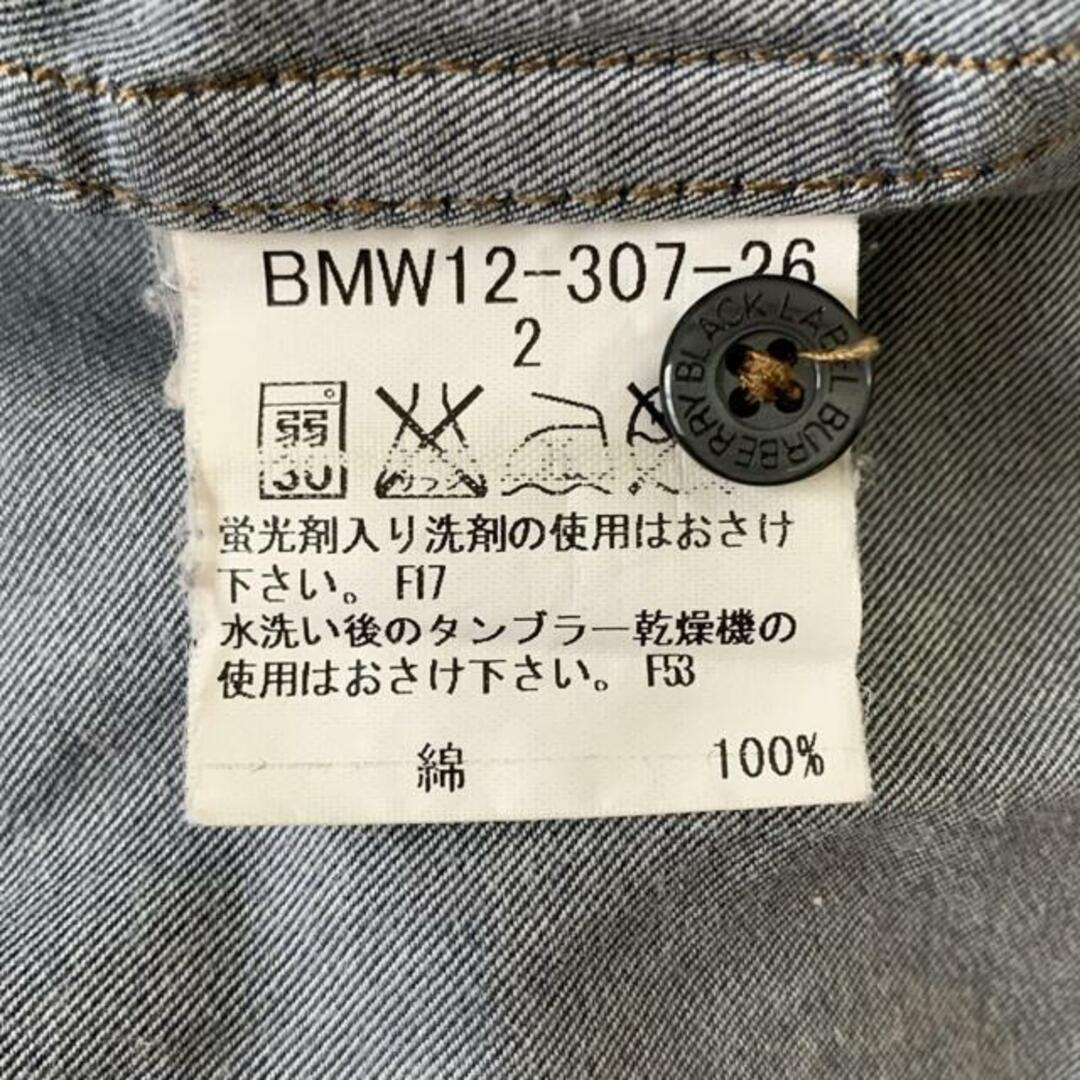 BMW12-307-26
2
弱
30
蛍光剤入り洗剤の使用はおさけ
下さい。 F17
水洗い後のタンブラー乾燥機の
使用はおさけ下さい。 F53
綿 100%
BLACK LABEL BURBERRY